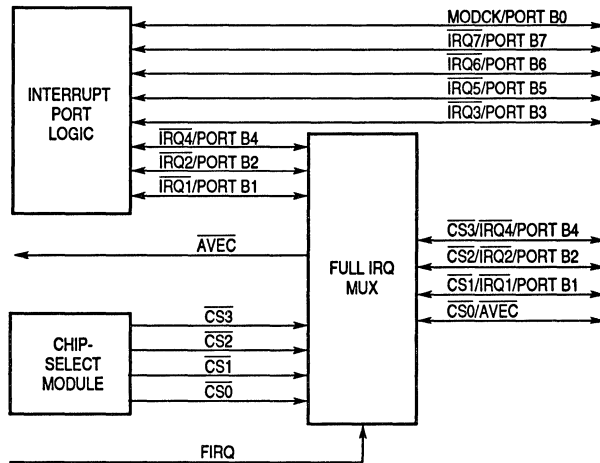 MODCK/PORT B0
IRQ7/PORT B7
IRQ6/PORT B6
IRQ5/PORT B5
IRQ3/PORT B3
INTERRUPT
PORT
LOGIC
IRQ4/PORT B4
IRQ2/PORT B2
IRQ1/PORT B1
AVEC
FULL IRQ
MUX
CS3/IRQ4/PORT B4
CS2/IRQ2/PORT B2
CS1/IRQ1/PORT B1
CS0/AVEC
CHIP-
SELECT
MODULE
CS3
CS2
CS1
CS0
FIRQ